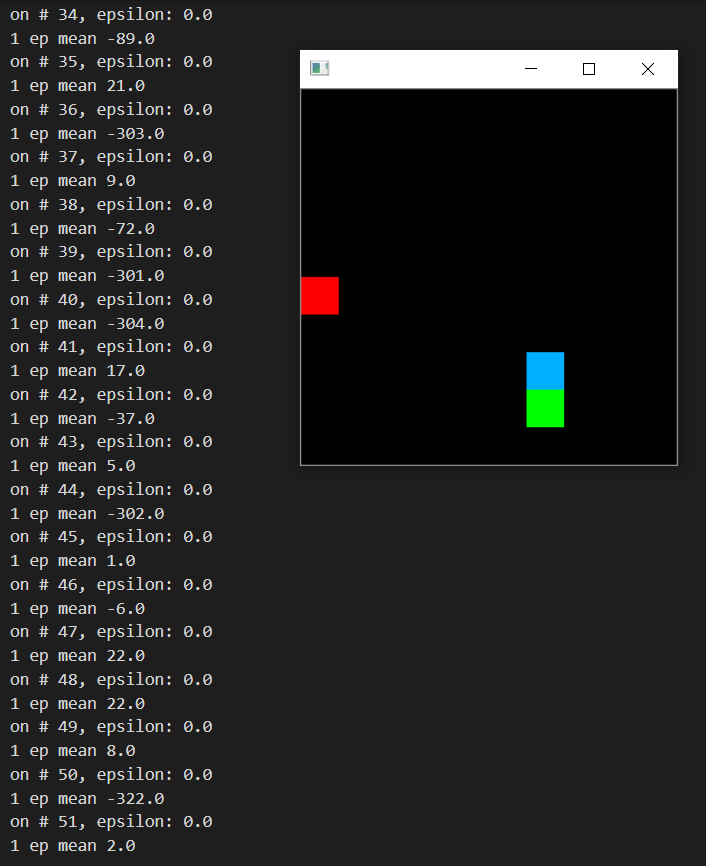 on # 34, epsilon: 0.0
1 ep mean -89.0
on # 35, epsilon: 0.0
1 ep mean 21.0
on # 36, epsilon: 0.0
1 ep mean -303.0
on # 37, epsilon: 0.0
1 ep mean 9.0
on # 38, epsilon: 0.0
1 ep mean -72.0
on # 39, epsilon: 0.0
1 ep mean -301.0
on # 40, epsilon: 0.0
1 ep mean -304.0
on # 41, epsilon: 0.0
1 ep mean 17.0
on # 42, epsilon: 0.0
1 ep mean -37.0
on # 43, epsilon: 0.0
1 ep mean 5.0
on # 44, epsilon: 0.0
1 ep mean -302.0
on # 45, epsilon: 0.0
1 ep mean 1.0
on # 46, epsilon: 0.0
1 ep mean -6.0
on # 47, epsilon: 0.0
1 ep mean 22.0
on # 48, epsilon: 0.0
1 ep mean 22.0
on # 49, epsilon: 0.0
1 ep mean 8.0
on # 50, epsilon: 0.0
1 ep mean -322.0
on # 51, epsilon: 0.0
1 ep mean 2.0